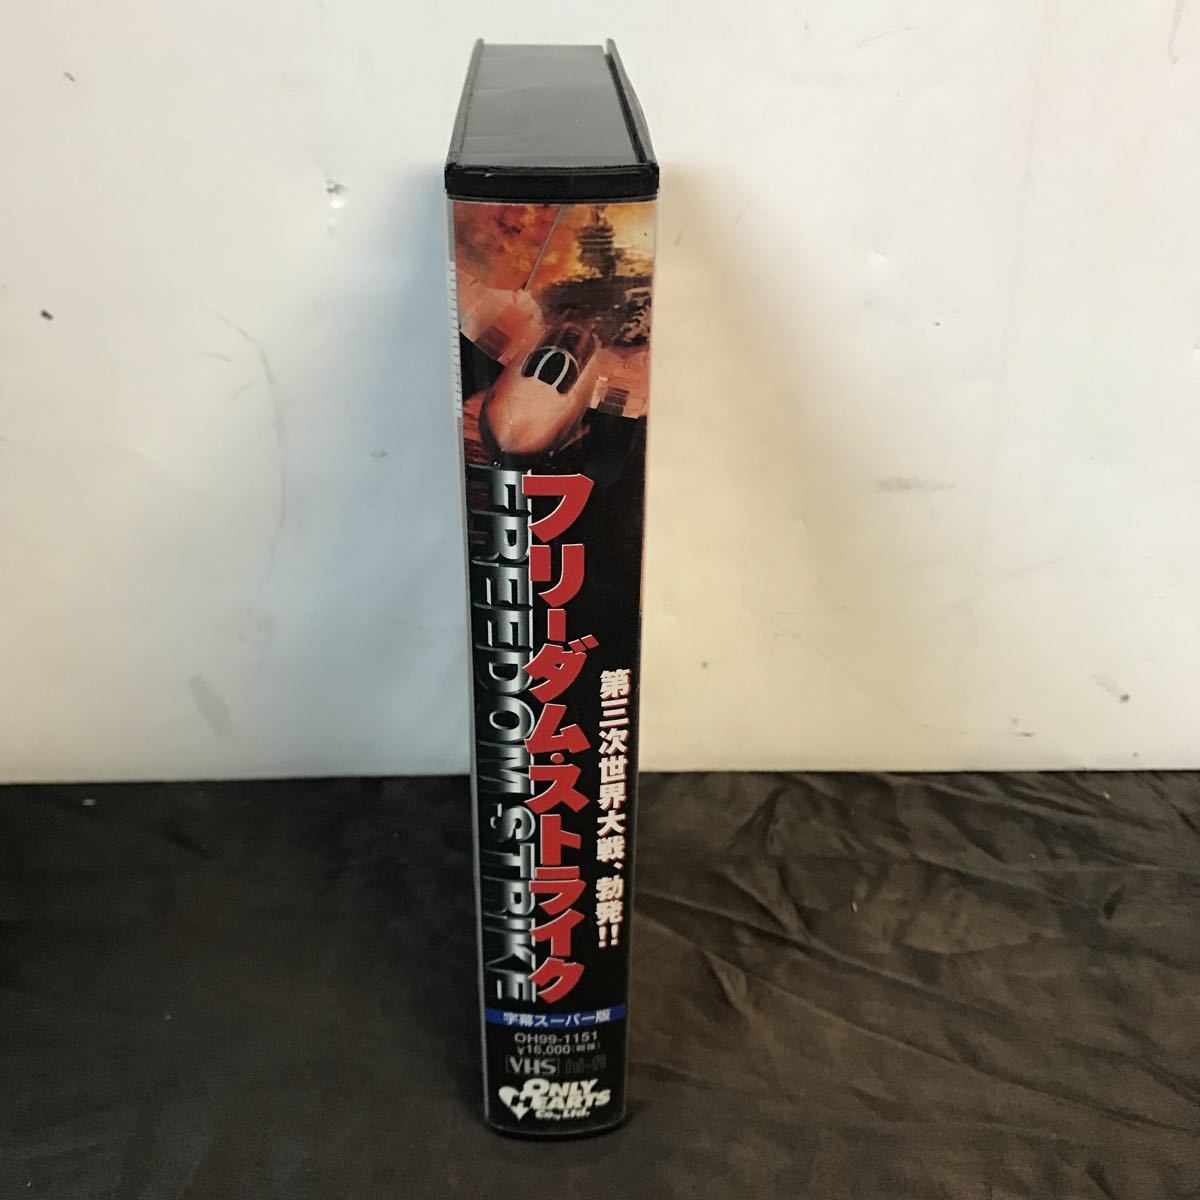 フリーダム・ストライク
FREEDOM STRIKE
第三次世界大戦、勃発!!
字幕スーパー版
OH99-1151
¥16,000(税抜)
VHS hi-fi
ONLY
HEARTS
Co., Ltd.